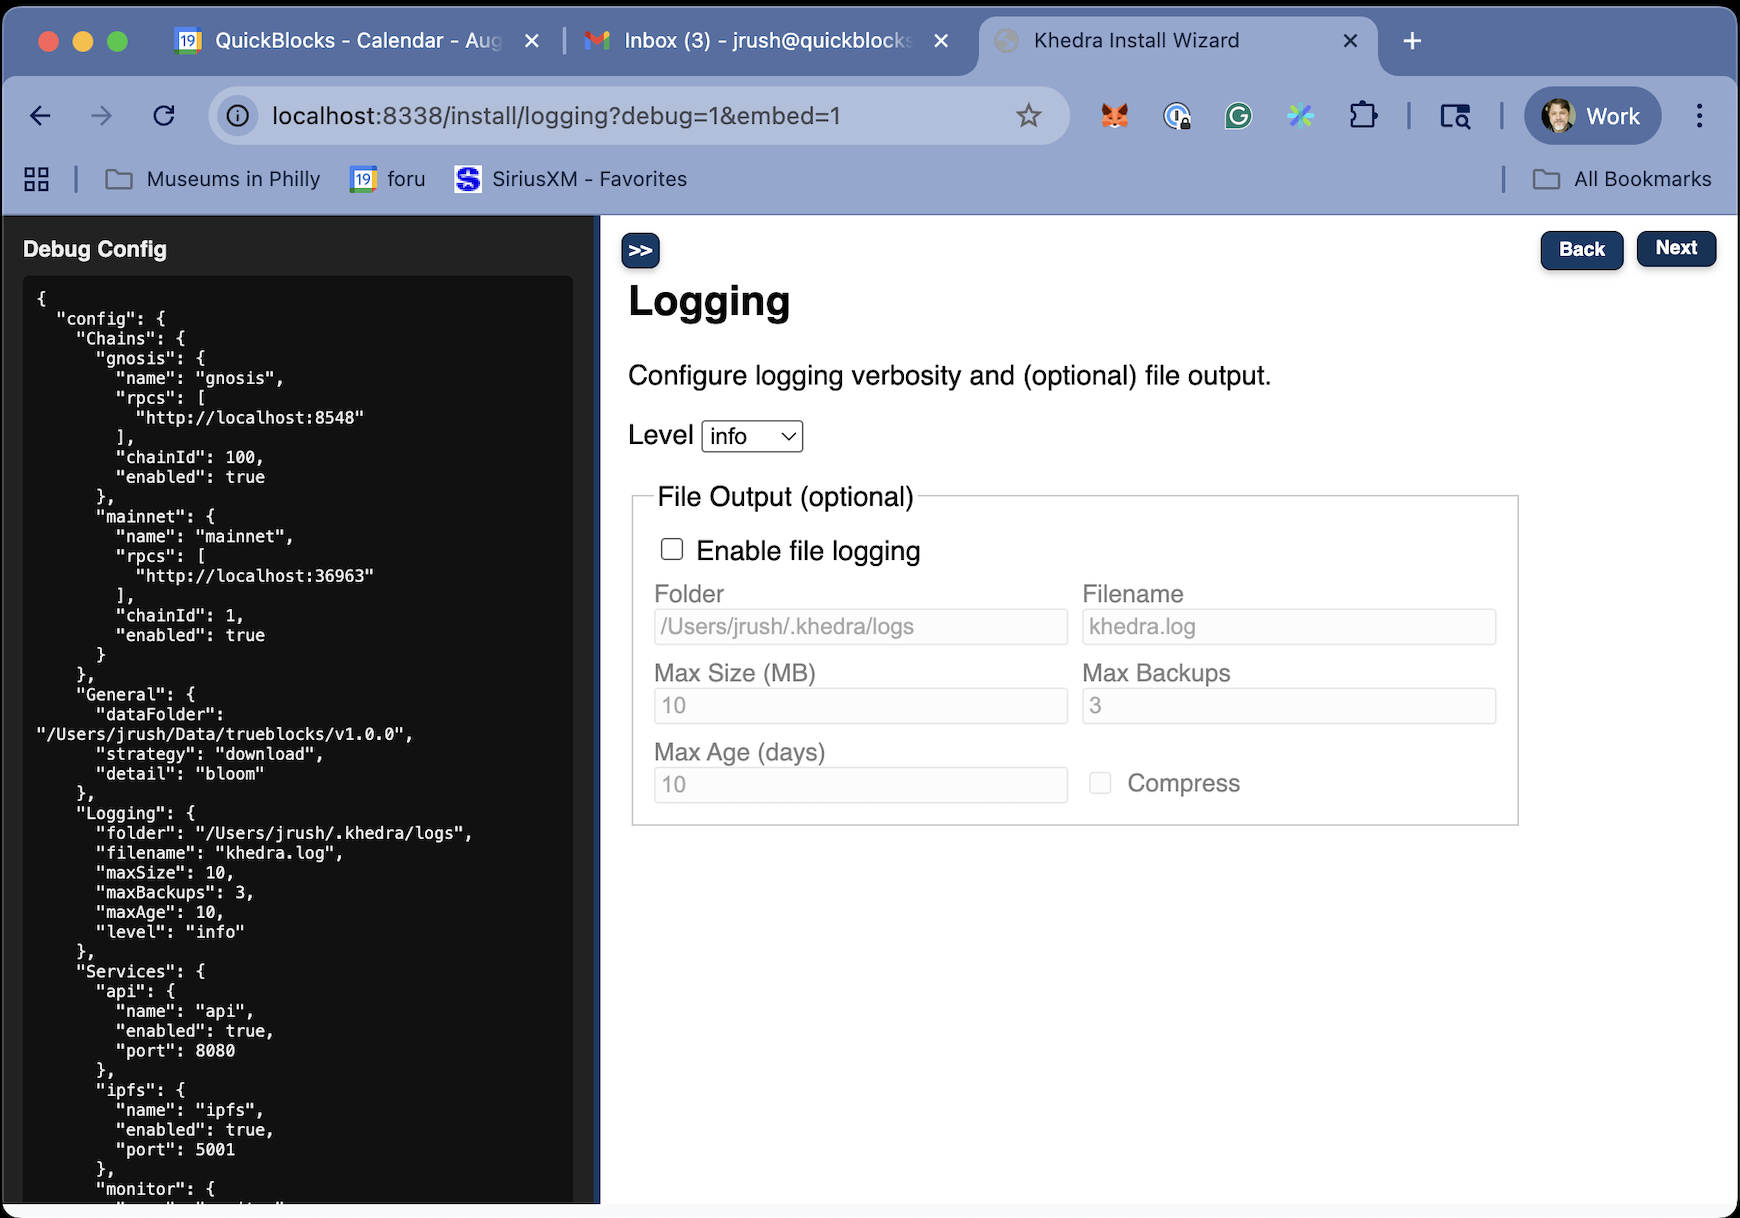 QuickBlocks - Calendar - Aug
Inbox (3) - jrush@quickblocks
Khedra Install Wizard
localhost:8338/install/logging?debug=1&embed=1
Work
Museums in Philly
19
foru
SiriusXM - Favorites
All Bookmarks
Debug Config
{
"config": {
"Chains": {
"gnosis": {
"name": "gnosis",
"rpcs": [
"http://localhost:8548"
],
"chainId": 100,
"enabled": true
},
"mainnet": {
"name": "mainnet",
"rpcs": [
"http://localhost:36963"
],
"chainId": 1,
"enabled": true
}
},
"General": {
"dataFolder":
"/Users/jrush/Data/trueblocks/v1.0.0",
"strategy": "download",
"detail": "bloom"
},
"Logging": {
"folder": "/Users/jrush/.khedra/logs",
"filename": "khedra.log",
"maxSize": 10,
"maxBackups": 3,
"maxAge": 10,
"level": "info"
},
"Services": {
"api": {
"name": "api",
"enabled": true,
"port": 8080
},
"ipfs": {
"name": "ipfs",
"enabled": true,
"port": 5001
},
"monitor": {
>>
Back
Next
Logging
Configure logging verbosity and (optional) file output.
Level info
File Output (optional)
Enable file logging
Folder
Filename
/Users/jrush/.khedra/logs
khedra.log
Max Size (MB)
Max Backups
10
3
Max Age (days)
10
Compress